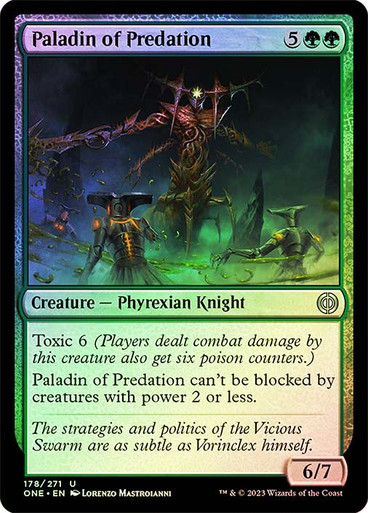 Paladin of Predation 5
Creature — Phyrexian Knight
Toxic 6 (Players dealt combat damage by
this creature also get six poison counters.)
Paladin of Predation can't be blocked by
creatures with power 2 or less.
The strategies and politics of the Vicious
Swarm are as subtle as Vorinclex himself.
6/7
178/271 U
ONE • EN Lorenzo Mastroianni
™ & © 2023 Wizards of the Coast